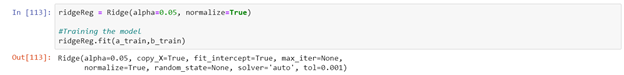 In [113]: ridgeReg = Ridge(alpha=0.05, normalize=True)
#Training the model
ridgeReg.fit(a_train,b_train)
Out[113]: Ridge(alpha=0.05, copy_X=True, fit_intercept=True, max_iter=None,
normalize=True, random_state=None, solver='auto', tol=0.001)